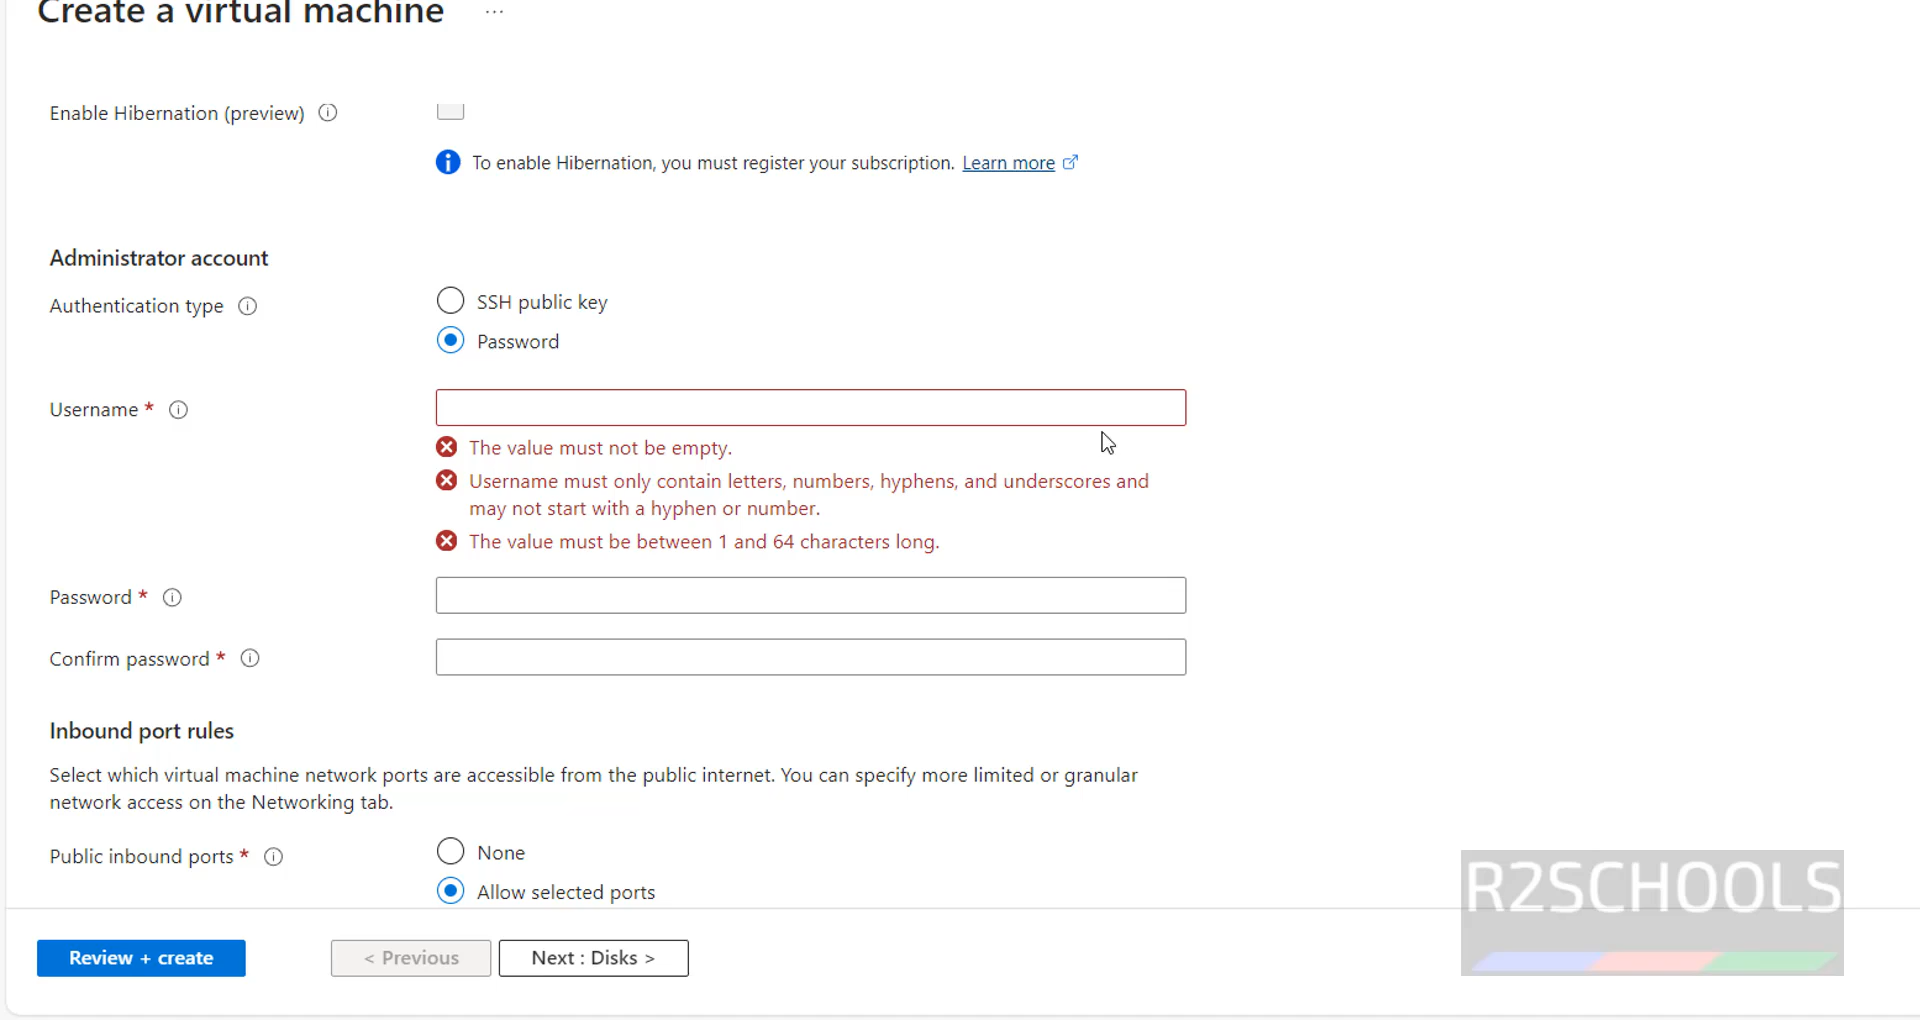 Create a virtual machine ...
Enable Hibernation (preview)
To enable Hibernation, you must register your subscription. Learn more
Administrator account
Authentication type
SSH public key
Password
Username *
The value must not be empty.
Username must only contain letters, numbers, hyphens, and underscores and
may not start with a hyphen or number.
The value must be between 1 and 64 characters long.
Password *
Confirm password *
Inbound port rules
Select which virtual machine network ports are accessible from the public internet. You can specify more limited or granular
network access on the Networking tab.
Public inbound ports *
None
Allow selected ports
R2SCHOOLS
Review + create
< Previous
Next : Disks >